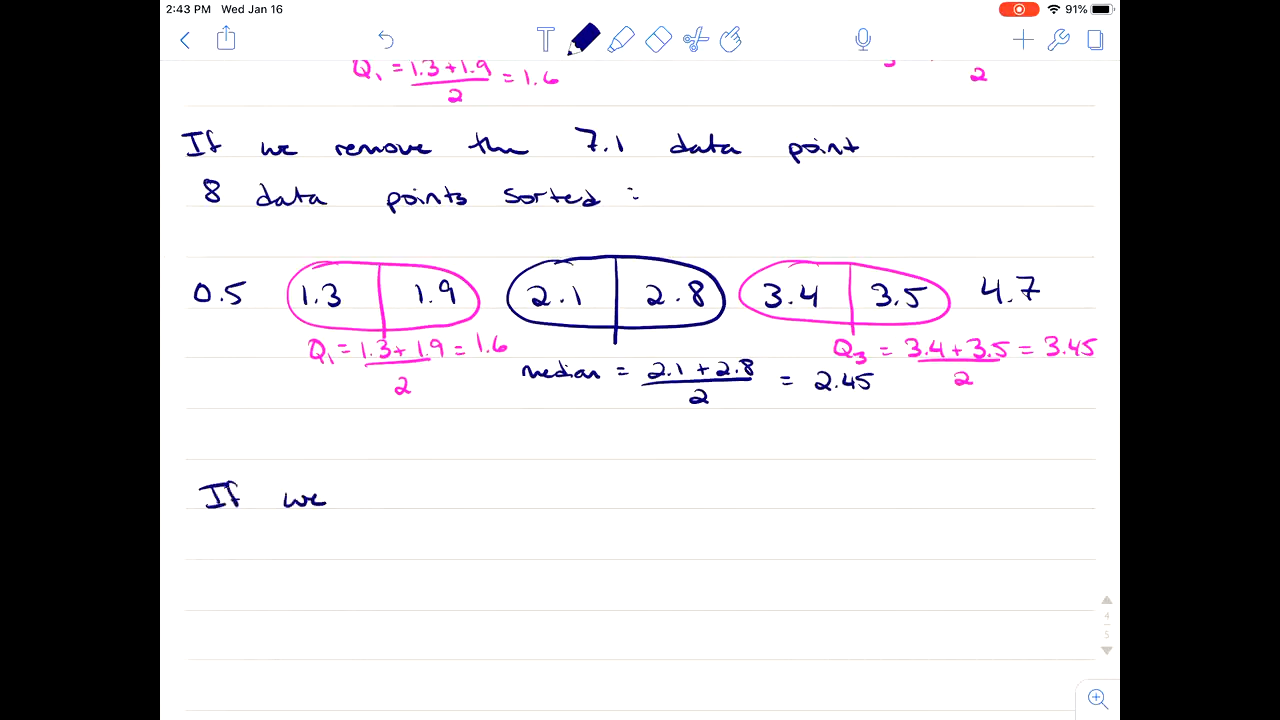 2:43 PM Wed Jan 16
91%
T
Q₁ = 1.3 + 1.9 / 2 = 1.6
2
If we remove the 7.1 data point
8 data points sorted :
0.5 1.3 1.9 2.1 2.8 3.4 3.5 4.7
Q₁ = 1.3 + 1.9 / 2 = 1.6
median = 2.1 + 2.8 / 2 = 2.45
Q₃ = 3.4 + 3.5 / 2 = 3.45
If we
4
5